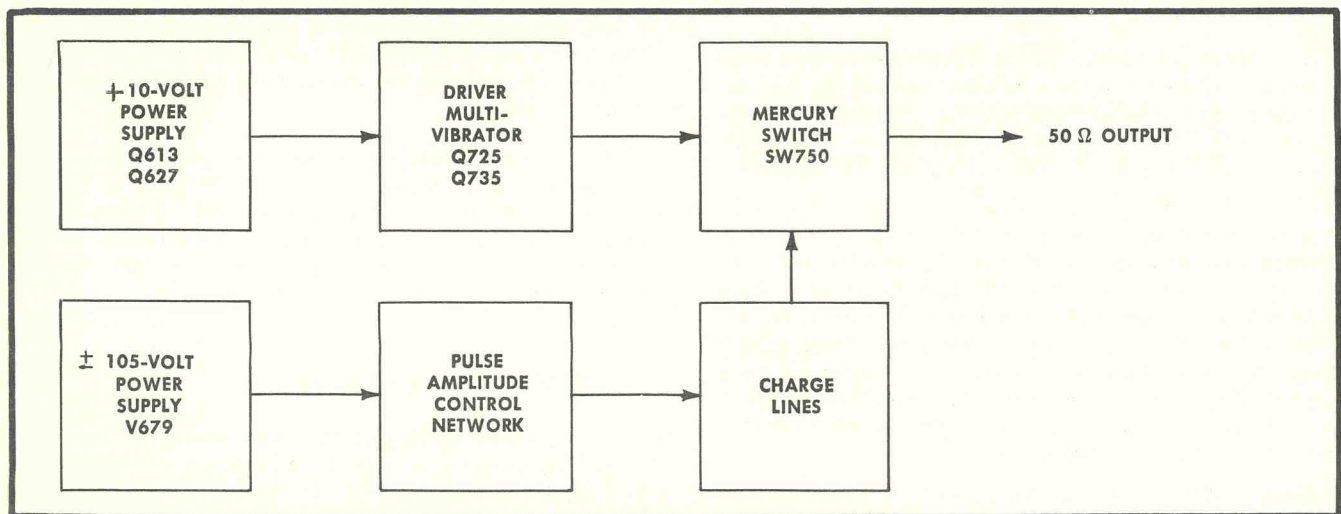 +10-VOLT
POWER
SUPPLY
Q613
Q627
DRIVER
MULTI-
VIBRATOR
Q725
Q735
MERCURY
SWITCH
SW750
50 Ω OUTPUT
± 105-VOLT
POWER
SUPPLY
V679
PULSE
AMPLITUDE
CONTROL
NETWORK
CHARGE
LINES